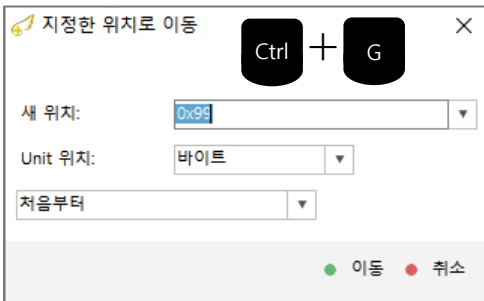 지정한 위치로 이동
Ctrl + G
새 위치: 0x99
Unit 위치: 바이트
처음부터
이동 취소